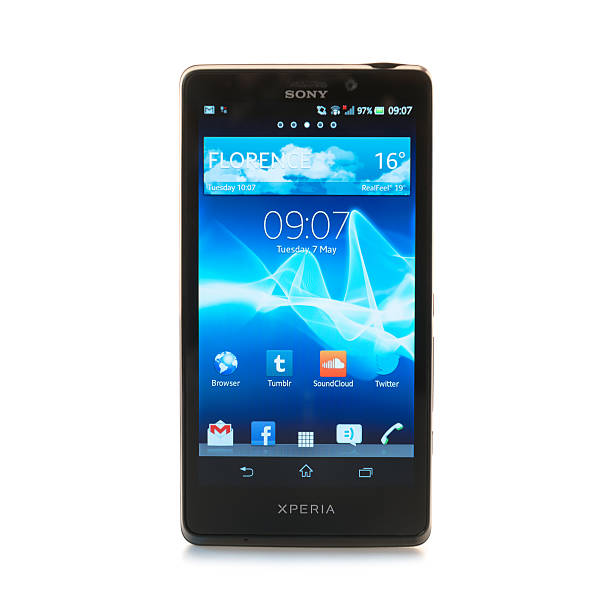 SONY
97% 09:07
FLORENCE 16°
Tuesday 10:07 RealFeel® 19°
09:07
Tuesday 7 May
Browser Tumblr SoundCloud Twitter
XPERIA